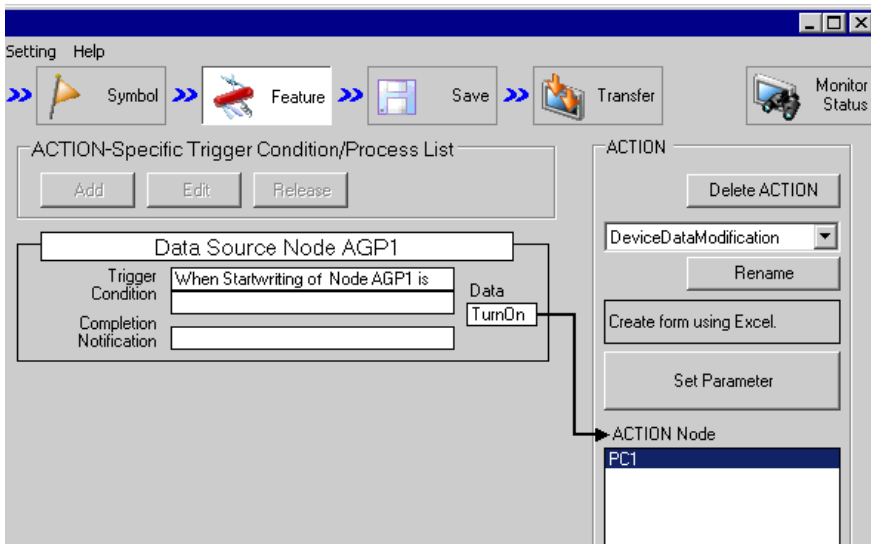 Setting Help
Symbol Feature Save Transfer Monitor Status
ACTION-Specific Trigger Condition/Process List
Add Edit Release
ACTION
Delete ACTION
DeviceDataModification
Rename
Create form using Excel.
Set Parameter
ACTION Node
PC1
Data Source Node AGP1
Trigger Condition
When Startwriting of Node AGP1 is
Completion Notification
Data
TurnOn